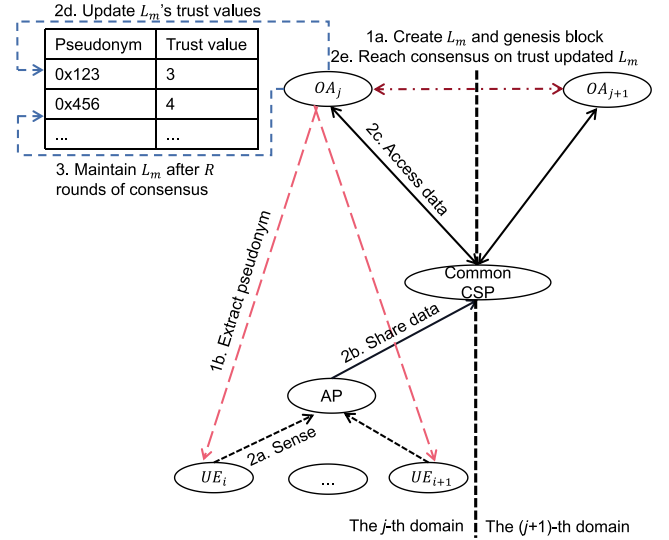 2d. Update L_m's trust values
Pseudonym Trust value
0x123 3
0x456 4
... ...
3. Maintain L_m after R
rounds of consensus
1a. Create L_m and genesis block
2e. Reach consensus on trust updated L_m
OA_j
OA_{j+1}
2c. Access data
1b. Extract pseudonym
Common
CSP
2b. Share data
AP
2a. Sense
UE_i
...
UE_{i+1}
The j-th domain
The (j+1)-th domain